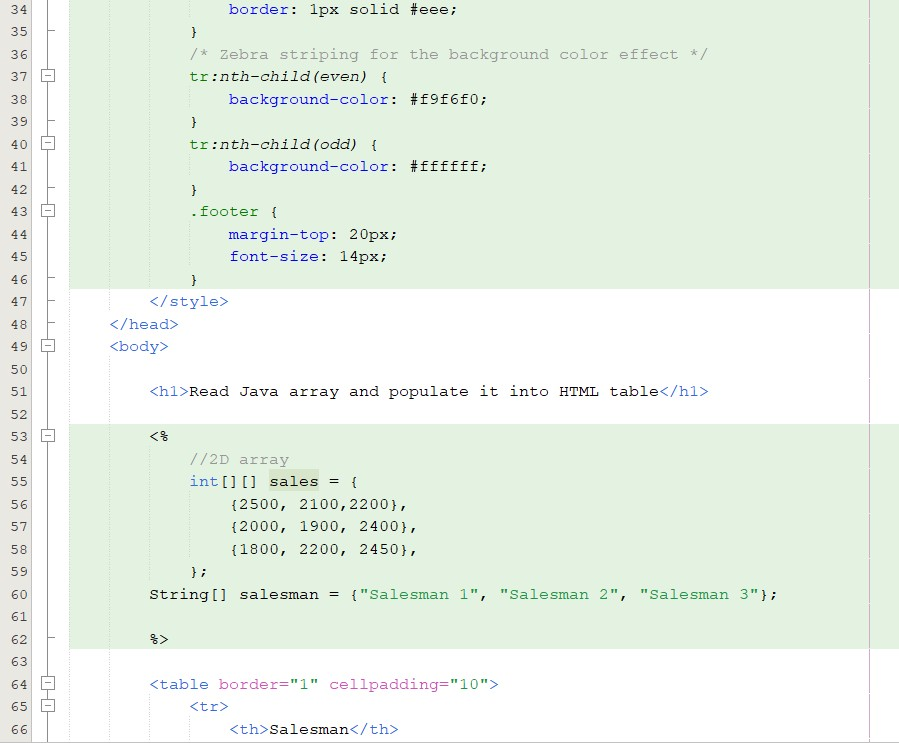 34 border: 1px solid #eee;
35 }
36 /* Zebra striping for the background color effect */
37 tr:nth-child(even) {
38 background-color: #f9f6f0;
39 }
40 tr:nth-child(odd) {
41 background-color: #ffffff;
42 }
43 .footer {
44 margin-top: 20px;
45 font-size: 14px;
46 }
47 </style>
48 </head>
49 <body>
50
51 <h1>Read Java array and populate it into HTML table</h1>
52
53 <%
54 //2D array
55 int[][] sales = {
56 {2500, 2100,2200},
57 {2000, 1900, 2400},
58 {1800, 2200, 2450},
59 };
60 String[] salesman = {"Salesman 1", "Salesman 2", "Salesman 3"};
61
62 %>
63
64 <table border="1" cellpadding="10">
65 <tr>
66 <th>Salesman</th>